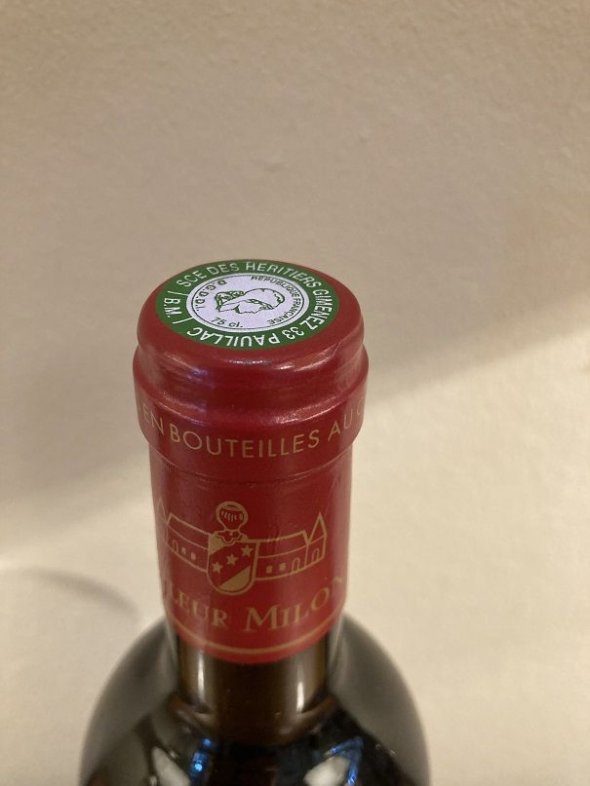 SCE DES HERITIERS GIMENEZ 33 PAUILLAC | B.M |
REPUBLIQUE FRANCAISE
D.G.D.D.I.
75 cl.
EN BOUTEILLES AU
LEUR MILON